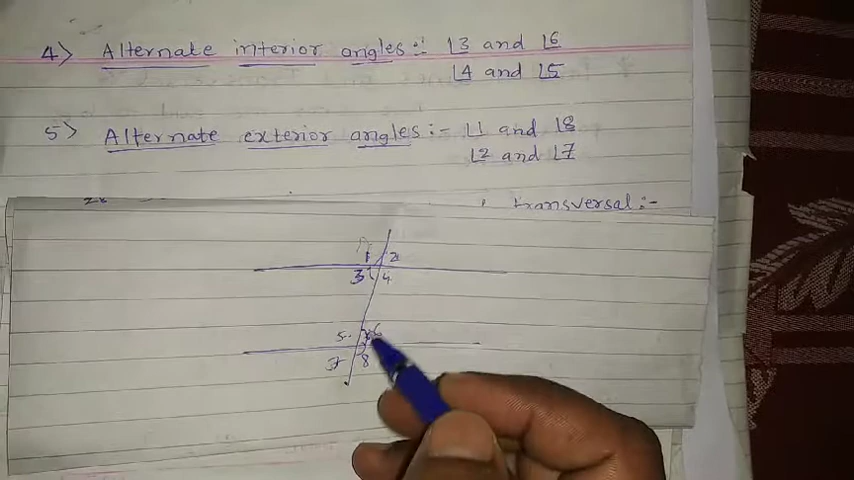 4> Alternate interior angles :- ∠3 and ∠6
∠4 and ∠5
5> Alternate exterior angles :- ∠1 and ∠8
∠2 and ∠7
transversal :-
1 2
3 4
5 6
7 8